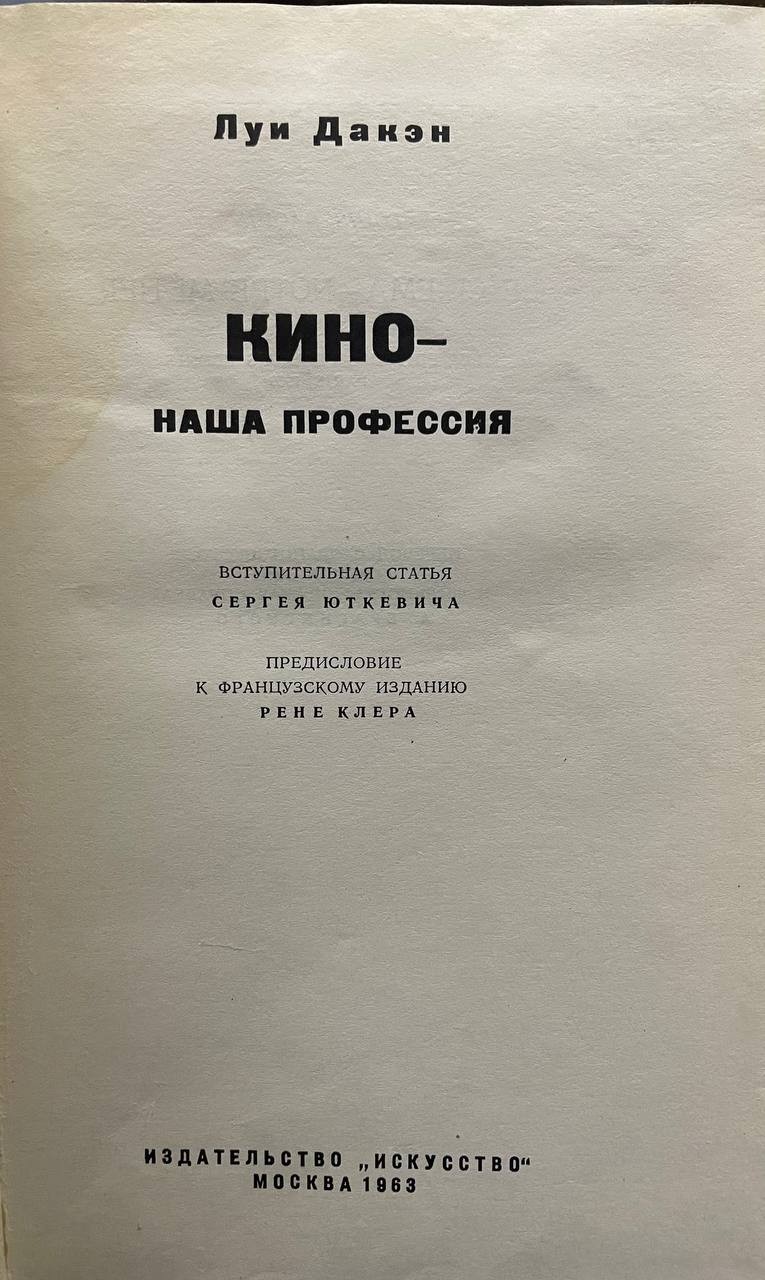 Луи Дакэн
КИНО–
НАША ПРОФЕССИЯ
ВСТУПИТЕЛЬНАЯ СТАТЬЯ
СЕРГЕЯ ЮТКЕВИЧА
ПРЕДИСЛОВИЕ
К ФРАНЦУЗСКОМУ ИЗДАНИЮ
РЕНЕ КЛЕРА
ИЗДАТЕЛЬСТВО „ИСКУССТВО“
МОСКВА 1963